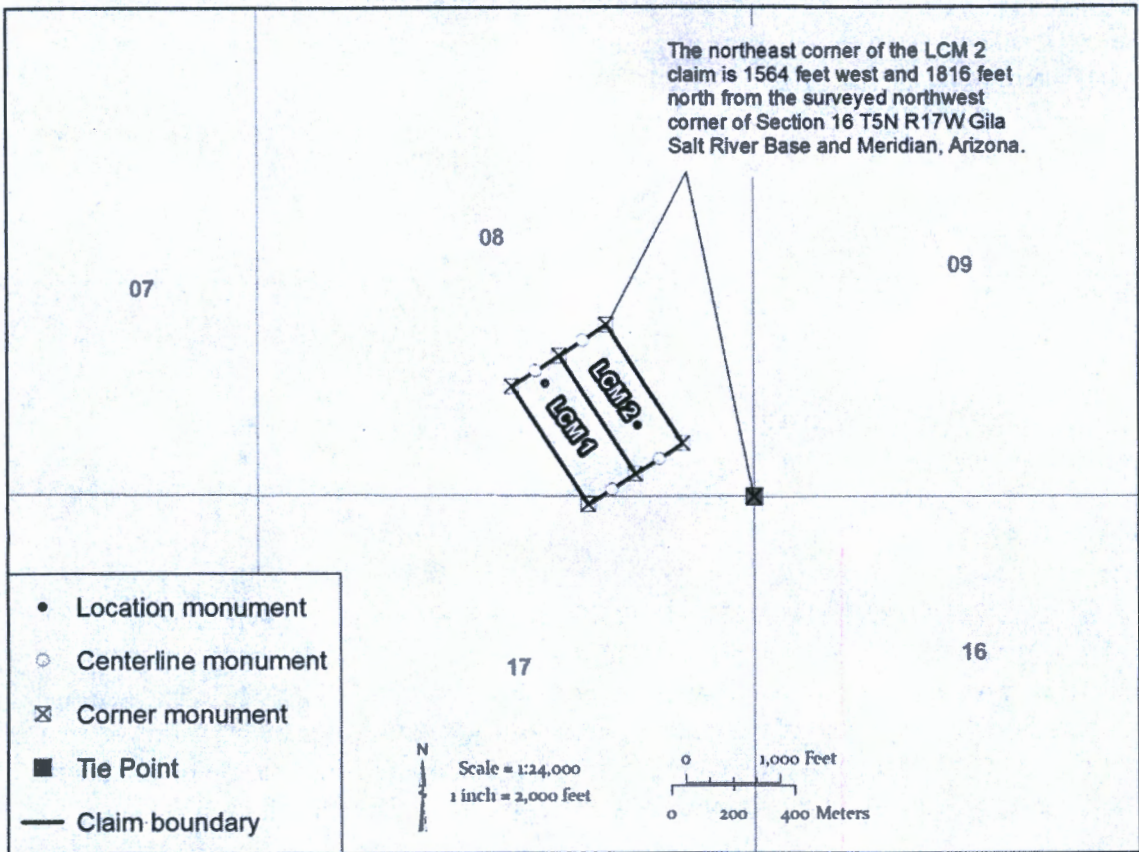 The northeast corner of the LCM 2
claim is 1564 feet west and 1816 feet
north from the surveyed northwest
corner of Section 16 T5N R17W Gila
Salt River Base and Meridian, Arizona.
08
09
07
LCM 2
LCM 1
17
16
Location monument
Centerline monument
Corner monument
Tie Point
Claim boundary
N
Scale = 1:24,000
1 inch = 2,000 feet
0 1,000 Feet
0 200 400 Meters